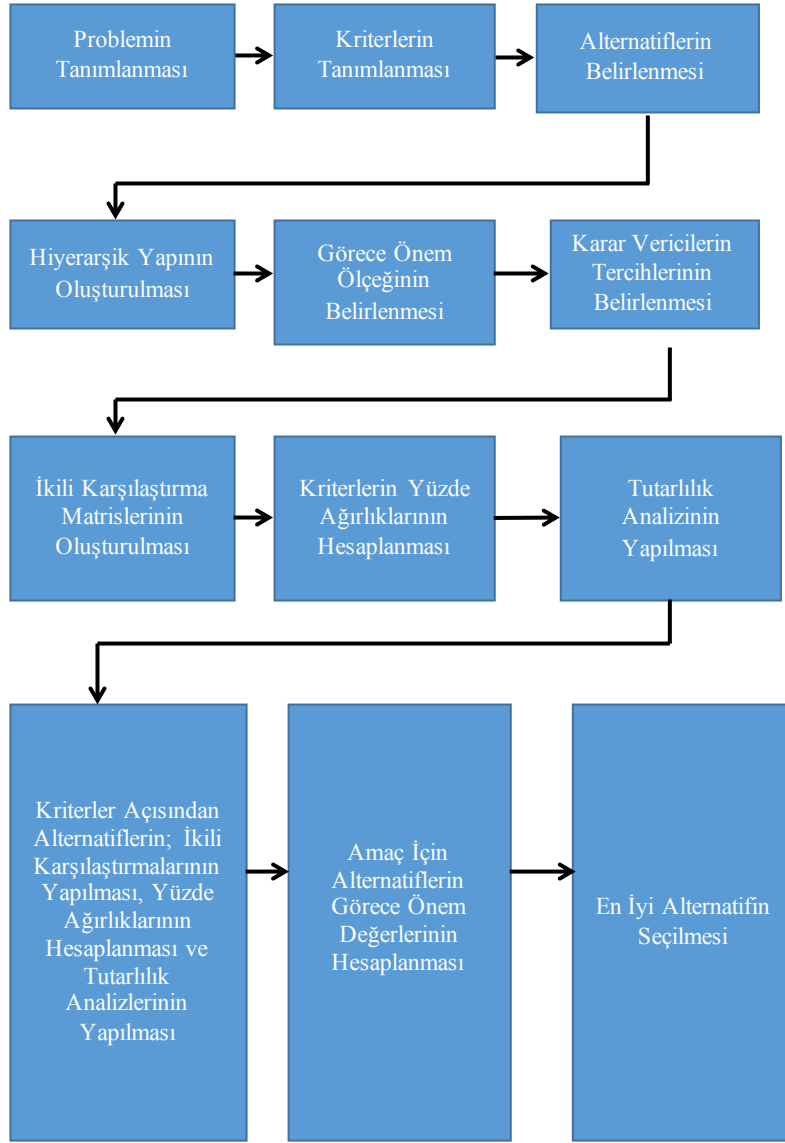 Problemin
Tanımlanması
Kriterlerin
Tanımlanması
Alternatiflerin
Belirlenmesi
Hiyerarşik Yapının
Oluşturulması
Görece Önem
Ölçeğinin
Belirlenmesi
Karar Vericilerin
Tercihlerinin
Belirlenmesi
İkili Karşılaştırma
Matrislerinin
Oluşturulması
Kriterlerin Yüzde
Ağırlıklarının
Hesaplanması
Tutarlılık
Analizinin
Yapılması
Kriterler Açısından
Alternatiflerin; İkili
Karşılaştırmalarının
Yapılması, Yüzde
Ağırlıklarının
Hesaplanması ve
Tutarlılık
Analizlerinin
Yapılması
Amaç İçin
Alternatiflerin
Görece Önem
Değerlerinin
Hesaplanması
En İyi Alternatifin
Seçilmesi